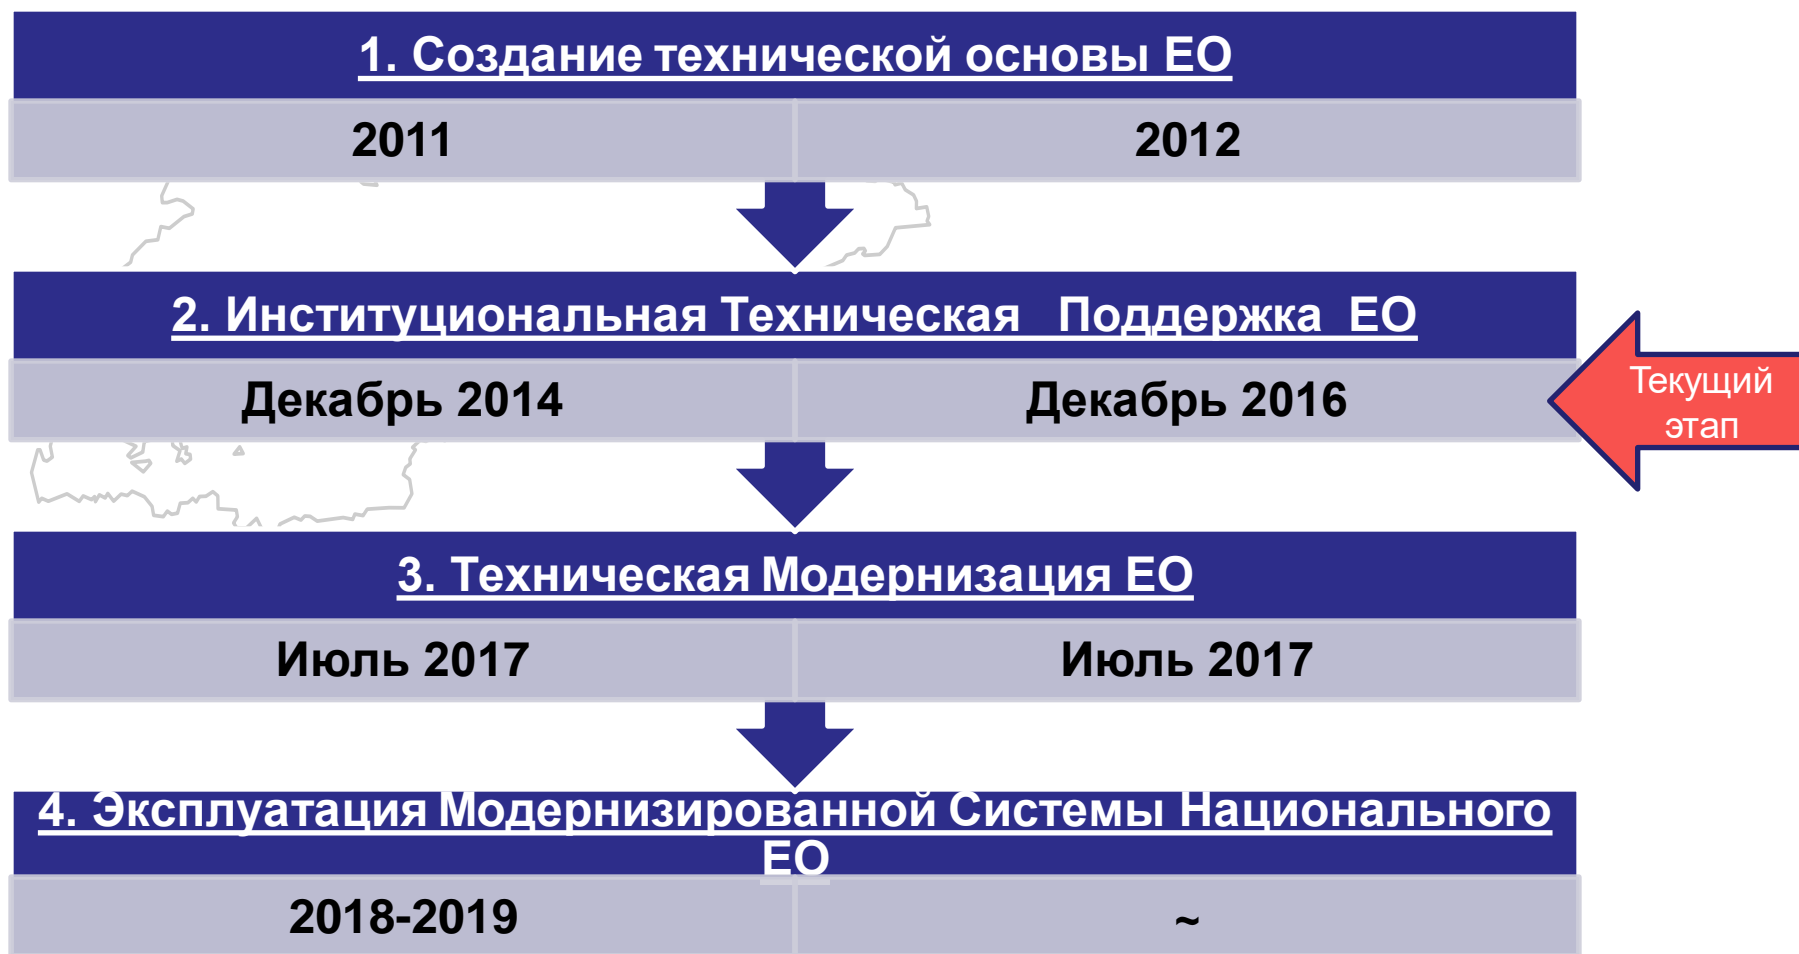 1. Создание технической основы ЕО
2011 2012
2. Институциональная Техническая Поддержка ЕО
Декабрь 2014 Декабрь 2016
Текущий
этап
3. Техническая Модернизация ЕО
Июль 2017 Июль 2017
4. Эксплуатация Модернизированной Системы Национального
ЕО
2018-2019 ~